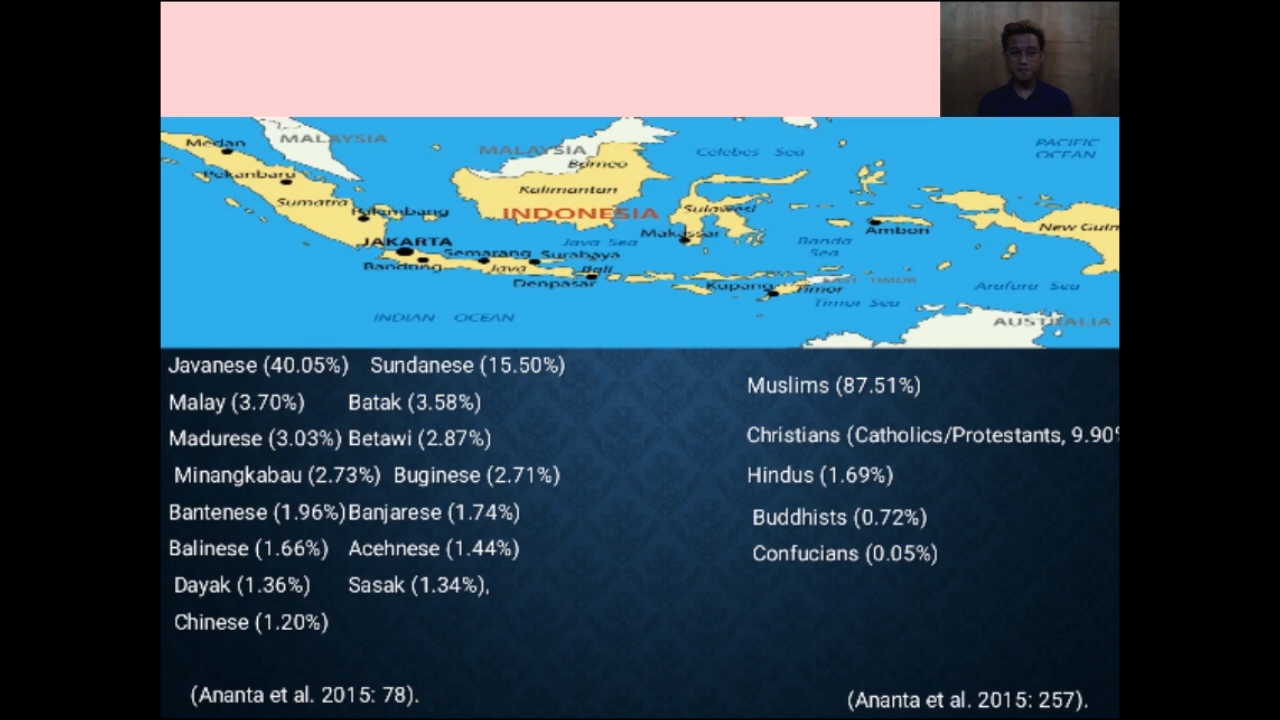 MALAYSIA
Medan
MALAYSIA
Celebes Sea
PACIFIC
OCEAN
Borneo
Pekanbaru
Kalimantan
Sumatra
Palembang
INDONESIA
Sulawesi
Makassar
Ambon
New Guin
JAKARTA
Java Sea
Banda
Sea
Semarang
Surabaya
Bandung
Java
Bali
Denpasar
Kupang
Timor
EAST TIMOR
Arafura Sea
Timor Sea
INDIAN OCEAN
AUSTRALIA
Javanese (40.05%) Sundanese (15.50%)
Malay (3.70%) Batak (3.58%)
Madurese (3.03%) Betawi (2.87%)
Minangkabau (2.73%) Buginese (2.71%)
Bantenese (1.96%) Banjarese (1.74%)
Balinese (1.66%) Acehnese (1.44%)
Dayak (1.36%) Sasak (1.34%),
Chinese (1.20%)
(Ananta et al. 2015: 78).
Muslims (87.51%)
Christians (Catholics/Protestants, 9.90%
Hindus (1.69%)
Buddhists (0.72%)
Confucians (0.05%)
(Ananta et al. 2015: 257).